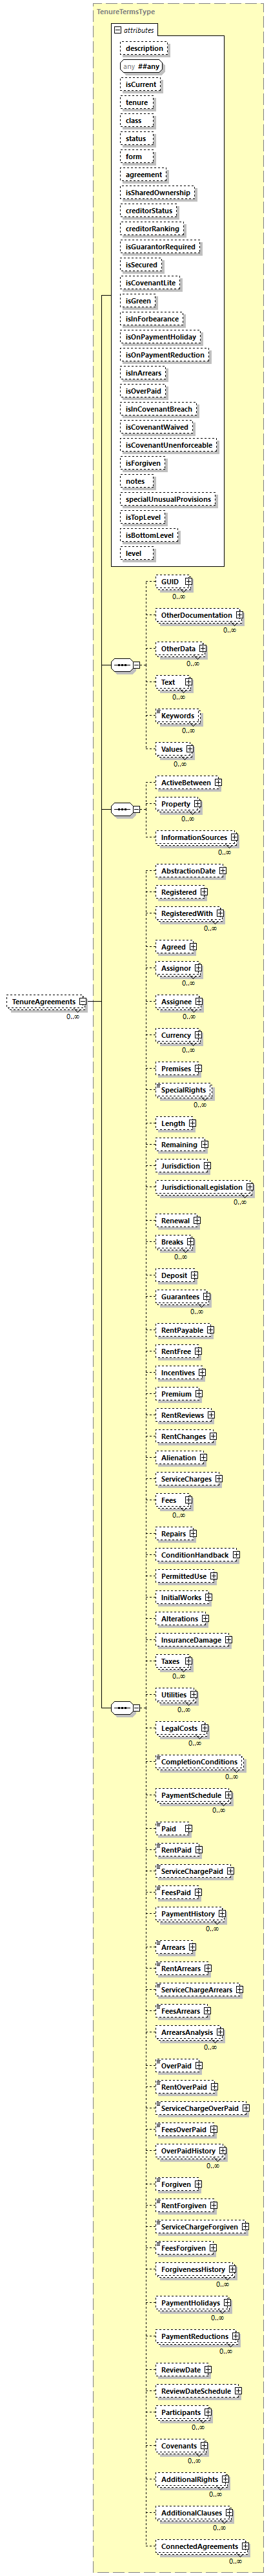 TenureTermsType
attributes
description
any ##any
isCurrent
tenure
class
status
form
agreement
isSharedOwnership
creditorStatus
creditorRanking
isGuarantorRequired
isSecured
isCovenantLite
isGreen
isInForbearance
isOnPaymentHoliday
isOnPaymentReduction
isInArrears
isOverPaid
isInCovenantBreach
isCovenantWaived
isCovenantUnenforceable
isForgiven
notes
specialUnusualProvisions
isTopLevel
isBottomLevel
level
GUID
0..∞
OtherDocumentation
0..∞
OtherData
0..∞
Text
0..∞
Keywords
0..∞
Values
0..∞
ActiveBetween
Property
0..∞
InformationSources
0..∞
AbstractionDate
Registered
RegisteredWith
0..∞
Agreed
Assignor
0..∞
TenureAgreements
0..∞
Assignee
0..∞
Currency
0..∞
Premises
SpecialRights
0..∞
Length
Remaining
Jurisdiction
JurisdictionalLegislation
0..∞
Renewal
Breaks
0..∞
Deposit
Guarantees
0..∞
RentPayable
RentFree
Incentives
Premium
RentReviews
RentChanges
Alienation
ServiceCharges
Fees
0..∞
Repairs
ConditionHandback
PermittedUse
InitialWorks
Alterations
InsuranceDamage
Taxes
0..∞
Utilities
0..∞
LegalCosts
0..∞
CompletionConditions
0..∞
PaymentSchedule
0..∞
Paid
RentPaid
ServiceChargePaid
FeesPaid
PaymentHistory
0..∞
Arrears
RentArrears
ServiceChargeArrears
FeesArrears
ArrearsAnalysis
0..∞
OverPaid
RentOverPaid
ServiceChargeOverPaid
FeesOverPaid
OverPaidHistory
0..∞
Forgiven
RentForgiven
ServiceChargeForgiven
FeesForgiven
ForgivenessHistory
0..∞
PaymentHolidays
0..∞
PaymentReductions
0..∞
ReviewDate
ReviewDateSchedule
Participants
0..∞
Covenants
0..∞
AdditionalRights
0..∞
AdditionalClauses
0..∞
ConnectedAgreements
0..∞